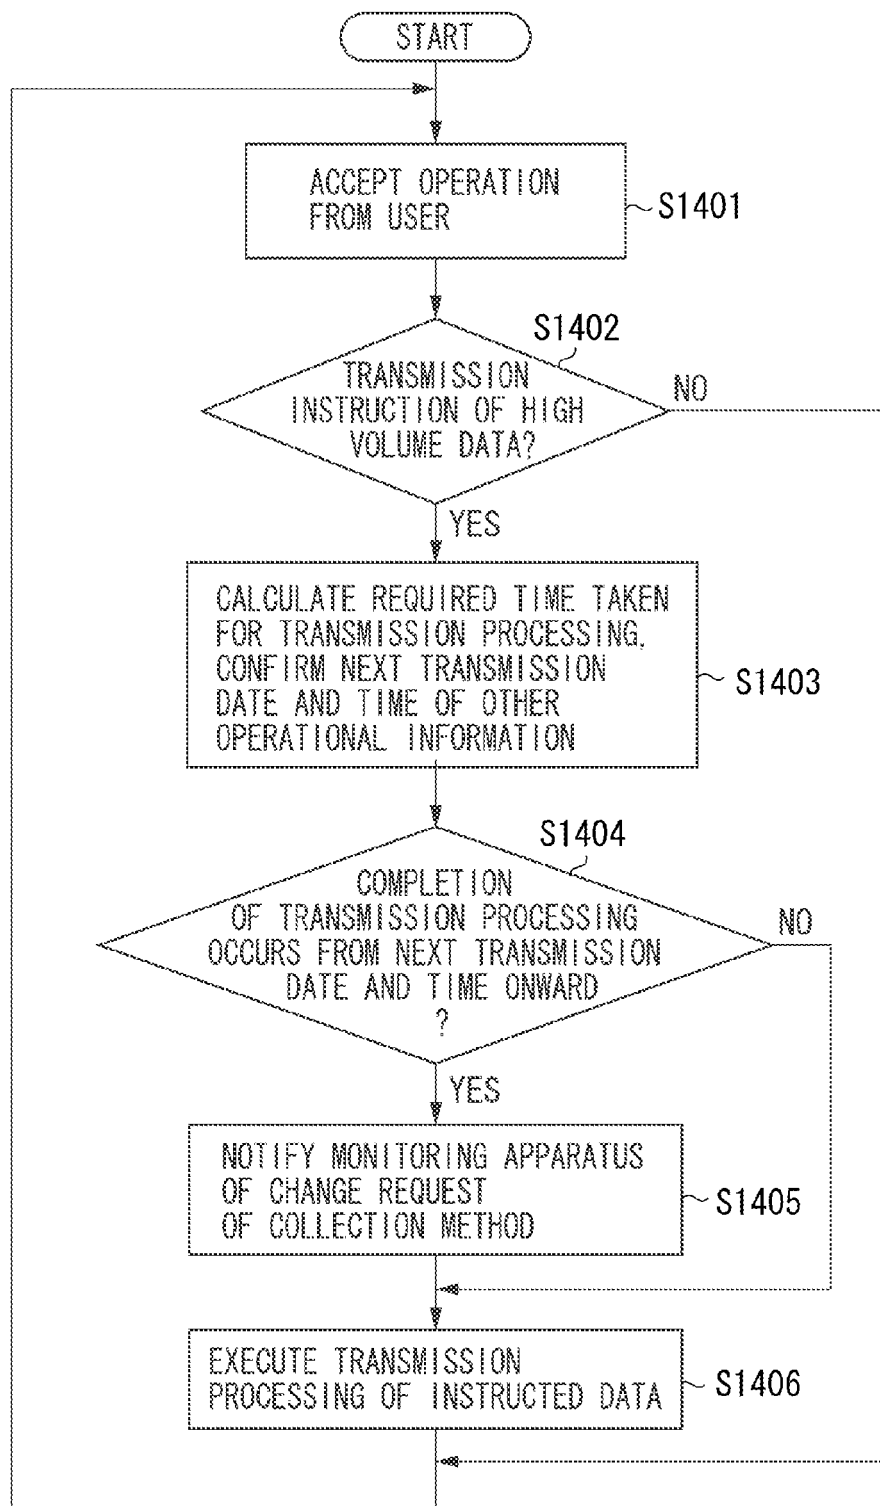 START
ACCEPT OPERATION
FROM USER
S1401
S1402
TRANSMISSION
INSTRUCTION OF HIGH
VOLUME DATA?
NO
YES
CALCULATE REQUIRED TIME TAKEN
FOR TRANSMISSION PROCESSING,
CONFIRM NEXT TRANSMISSION
DATE AND TIME OF OTHER
OPERATIONAL INFORMATION
S1403
S1404
COMPLETION
OF TRANSMISSION PROCESSING
OCCURS FROM NEXT TRANSMISSION
DATE AND TIME ONWARD
?
NO
YES
NOTIFY MONITORING APPARATUS
OF CHANGE REQUEST
OF COLLECTION METHOD
S1405
EXECUTE TRANSMISSION
PROCESSING OF INSTRUCTED DATA
S1406